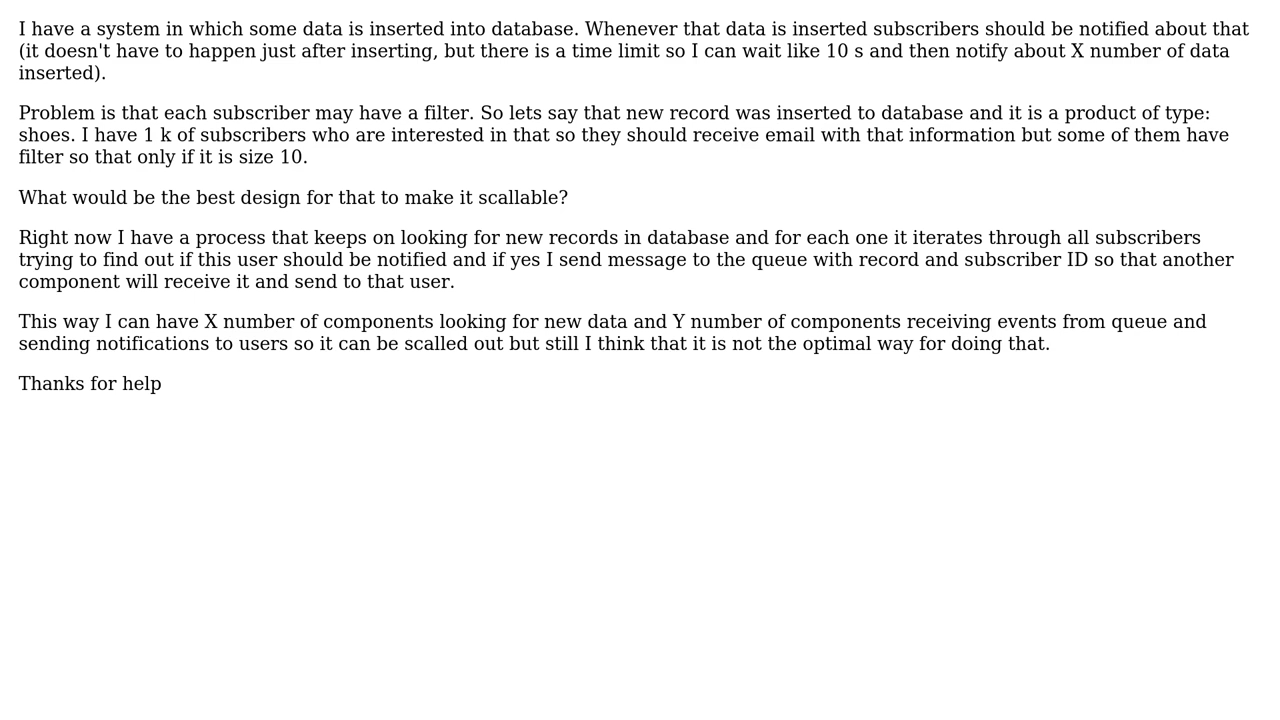 I have a system in which some data is inserted into database. Whenever that data is inserted subscribers should be notified about that
(it doesn't have to happen just after inserting, but there is a time limit so I can wait like 10 s and then notify about X number of data
inserted).
Problem is that each subscriber may have a filter. So lets say that new record was inserted to database and it is a product of type:
shoes. I have 1 k of subscribers who are interested in that so they should receive email with that information but some of them have
filter so that only if it is size 10.
What would be the best design for that to make it scallable?
Right now I have a process that keeps on looking for new records in database and for each one it iterates through all subscribers
trying to find out if this user should be notified and if yes I send message to the queue with record and subscriber ID so that another
component will receive it and send to that user.
This way I can have X number of components looking for new data and Y number of components receiving events from queue and
sending notifications to users so it can be scalled out but still I think that it is not the optimal way for doing that.
Thanks for help